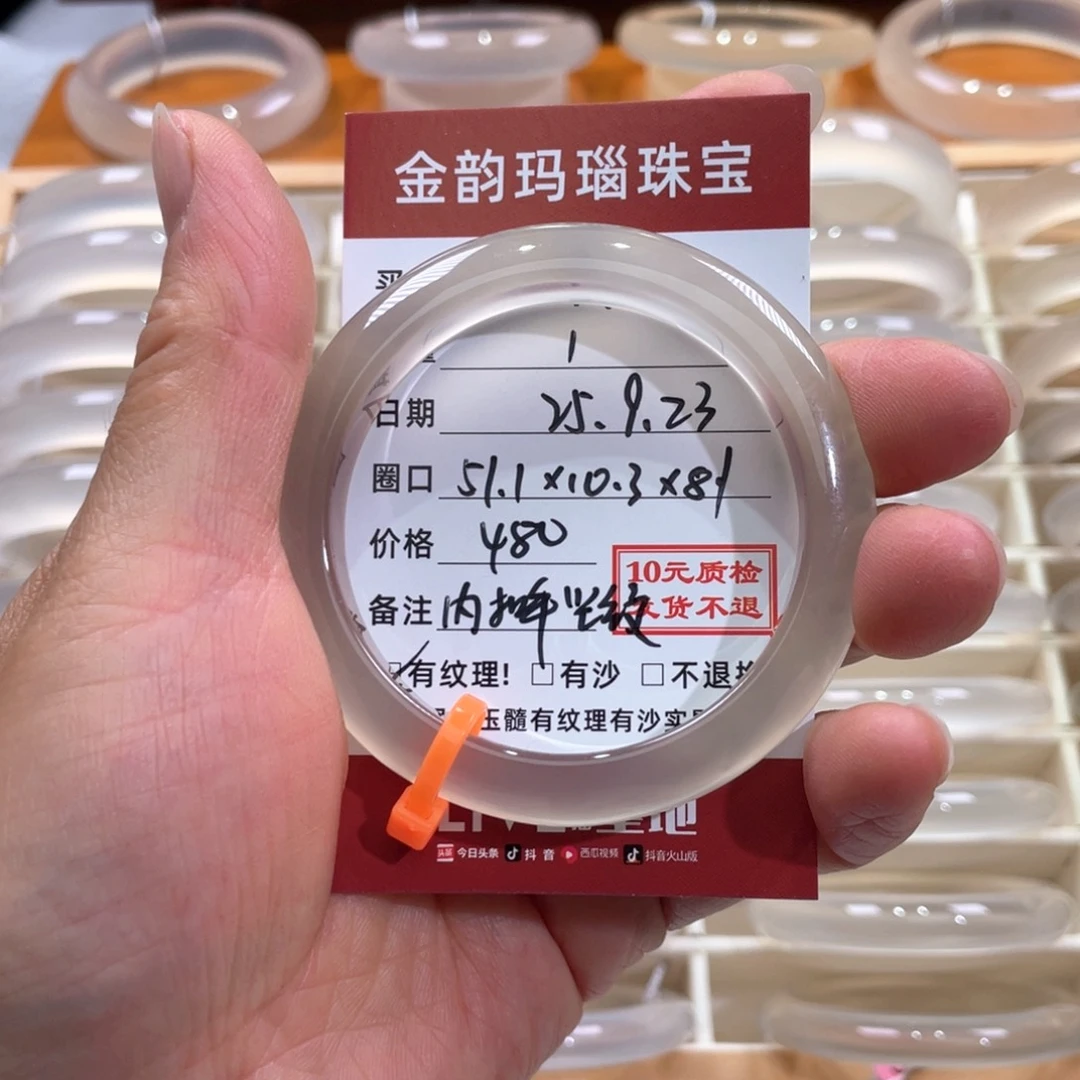 金韵玛瑙珠宝
买
1
日期 25.9.23
圈口 51.1×10.3×81
价格 480
10元质检
发货不退
备注 内
有纹理! □有沙 □不退
玉髓有纹理有沙实
今日头条 抖音 西瓜视频 抖音火山版